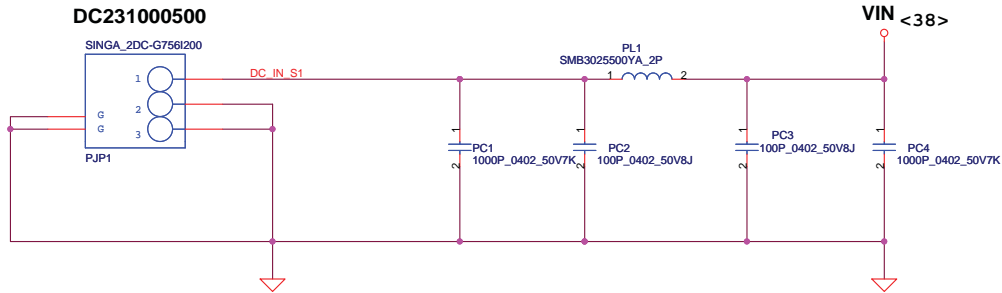 DC231000500
VIN <38>
SINGA_2DC-G756I200
PL1
SMB3025500YA_2P
1
DC_IN_S1
1
2
2
G
G
3
PJP1
1
PC1
1000P_0402_50V7K
2
1
PC2
100P_0402_50V8J
2
1
PC3
100P_0402_50V8J
2
1
PC4
1000P_0402_50V7K
2